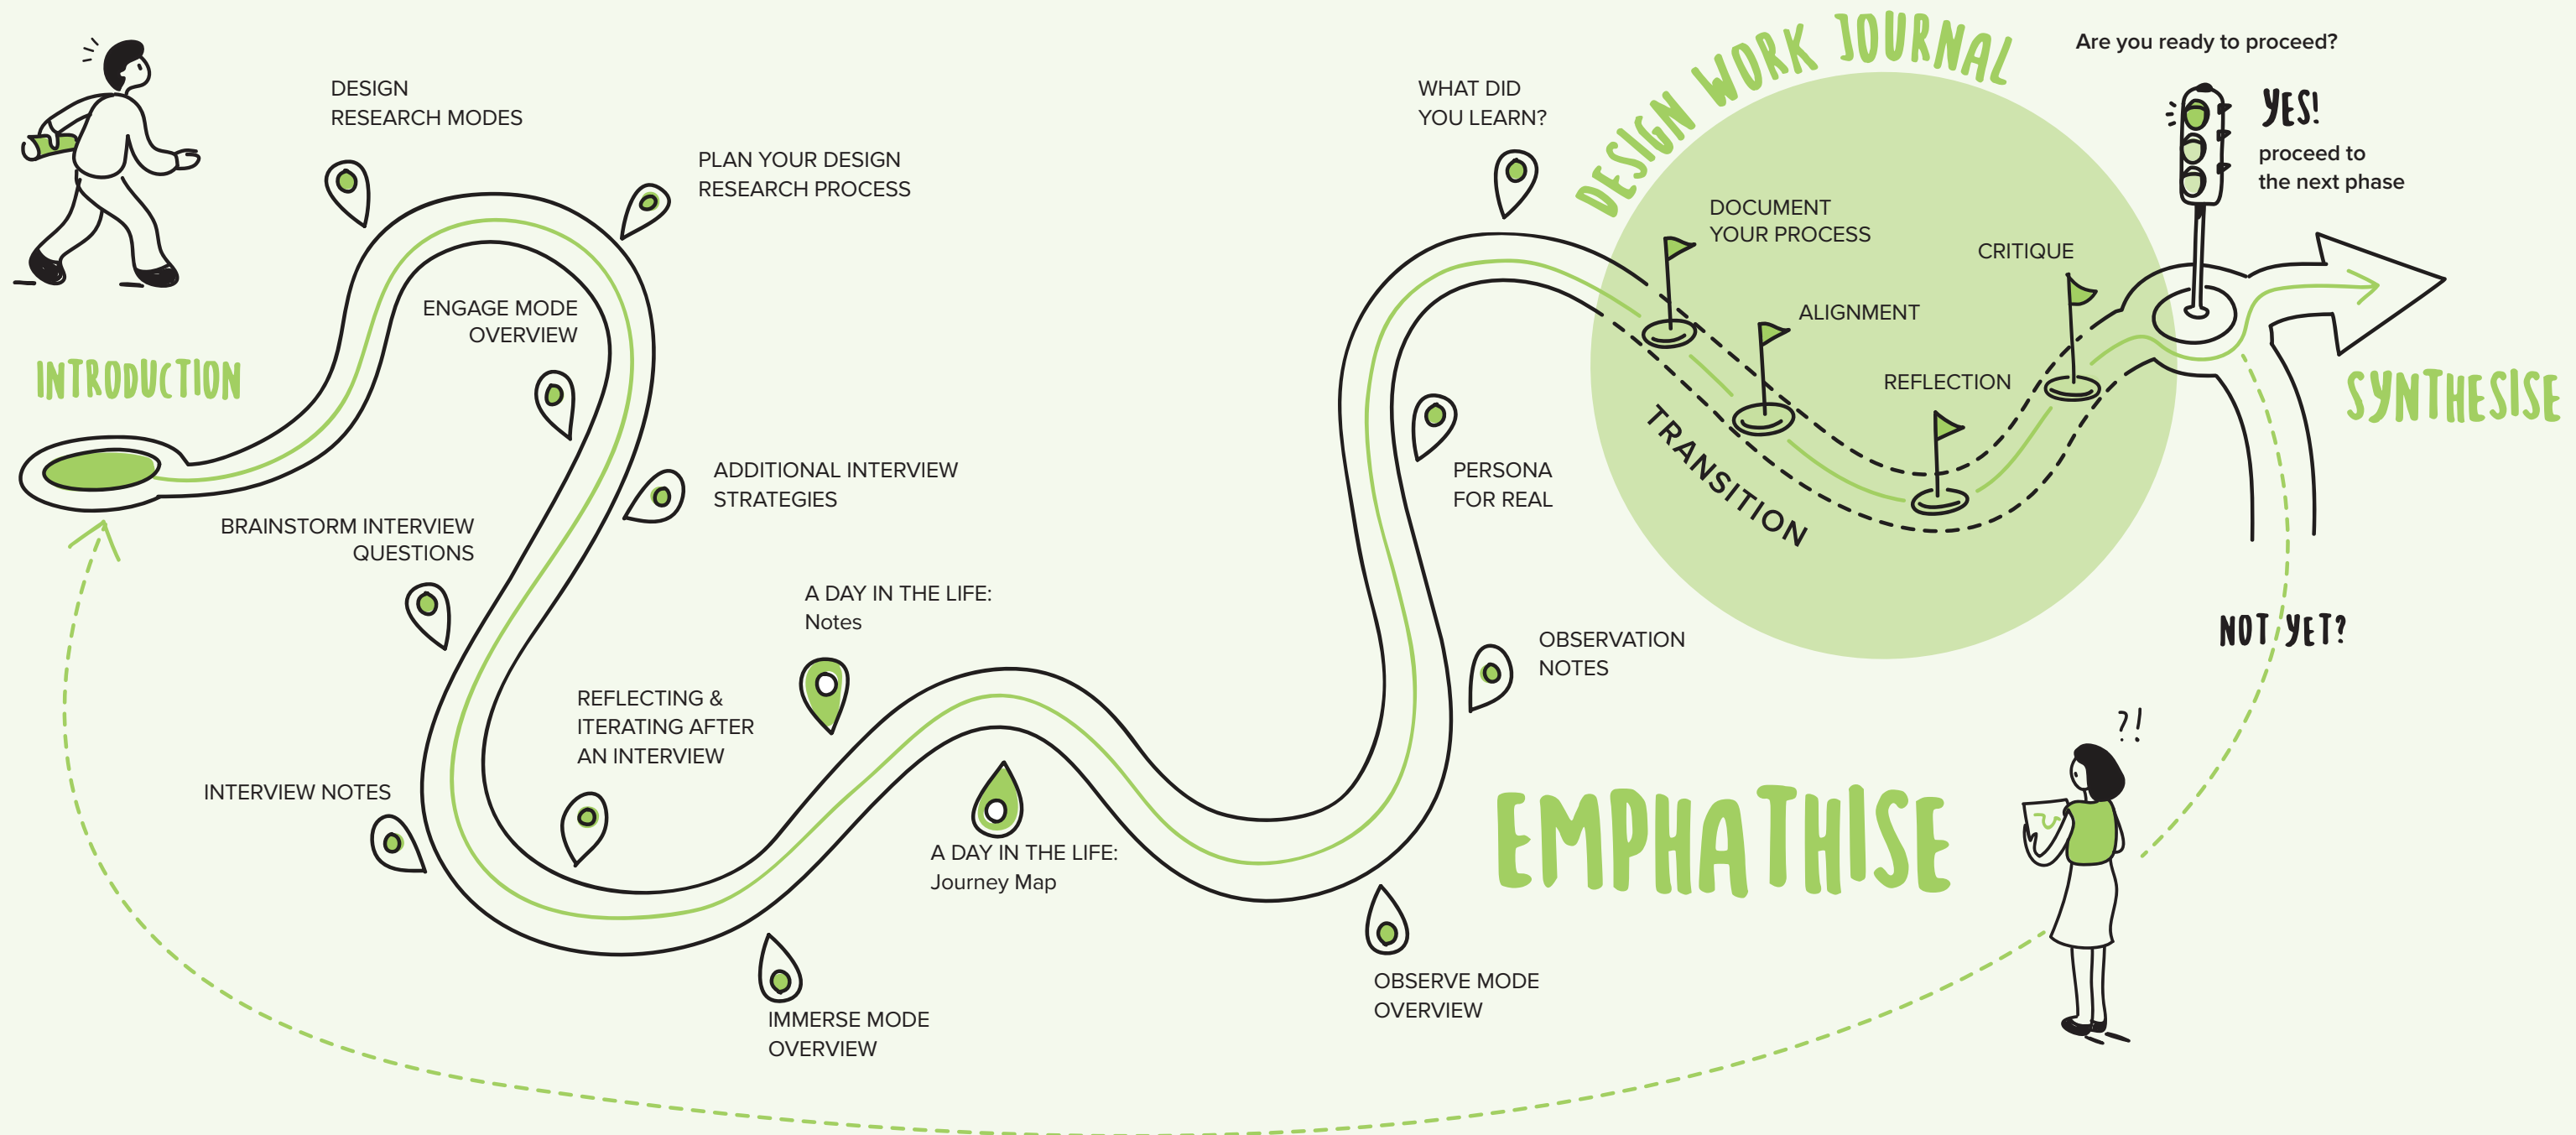 INTRODUCTION
DESIGN
RESEARCH MODES
PLAN YOUR DESIGN
RESEARCH PROCESS
ENGAGE MODE
OVERVIEW
ADDITIONAL INTERVIEW
STRATEGIES
BRAINSTORM INTERVIEW
QUESTIONS
INTERVIEW NOTES
REFLECTING &
ITERATING AFTER
AN INTERVIEW
IMMERSE MODE
OVERVIEW
A DAY IN THE LIFE:
Notes
A DAY IN THE LIFE:
Journey Map
OBSERVE MODE
OVERVIEW
OBSERVATION
NOTES
PERSONA
FOR REAL
WHAT DID
YOU LEARN?
DESIGN WORK JOURNAL
DOCUMENT
YOUR PROCESS
ALIGNMENT
REFLECTION
CRITIQUE
TRANSITION
Are you ready to proceed?
YES!
proceed to
the next phase
SYNTHESISE
NOT YET?
?!
EMPHATHISE